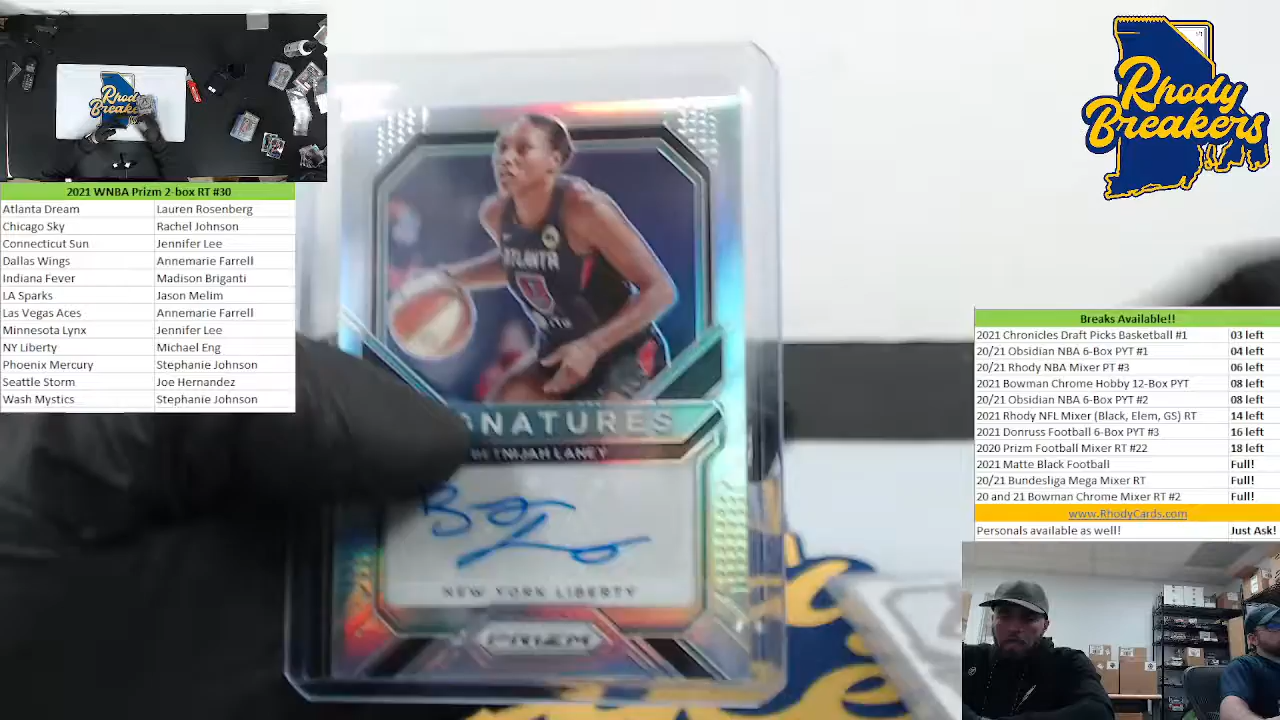 Rhody
Breakers
1/1
Rhody
Breakers
2021 WNBA Prizm 2-box RT #30
Atlanta Dream Lauren Rosenberg
Chicago Sky Rachel Johnson
Connecticut Sun Jennifer Lee
Dallas Wings Annemarie Farrell
Indiana Fever Madison Briganti
LA Sparks Jason Melim
Las Vegas Aces Annemarie Farrell
Minnesota Lynx Jennifer Lee
NY Liberty Michael Eng
Phoenix Mercury Stephanie Johnson
Seattle Storm Joe Hernandez
Wash Mystics Stephanie Johnson
ATLANTA
GNATURES
BETNIJAH LANEY
NEW YORK LIBERTY
PRIZM
Breaks Available!!
2021 Chronicles Draft Picks Basketball #1 03 left
20/21 Obsidian NBA 6-Box PYT #1 04 left
20/21 Rhody NBA Mixer PT #3 06 left
2021 Bowman Chrome Hobby 12-Box PYT 08 left
20/21 Obsidian NBA 6-Box PYT #2 08 left
2021 Rhody NFL Mixer (Black, Elem, GS) RT 14 left
2021 Donruss Football 6-Box PYT #3 16 left
2020 Prizm Football Mixer RT #22 18 left
2021 Matte Black Football Full!
20/21 Bundesliga Mega Mixer RT Full!
20 and 21 Bowman Chrome Mixer RT #2 Full!
www.RhodyCards.com
Personals available as well! Just Ask!